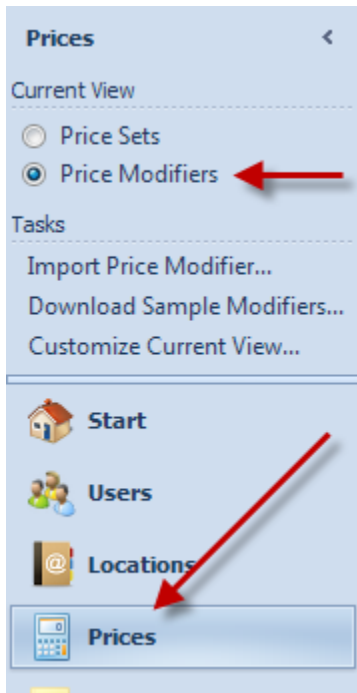 Prices
Current View
Price Sets
Price Modifiers
Tasks
Import Price Modifier...
Download Sample Modifiers...
Customize Current View...
Start
Users
@
Locations
Prices